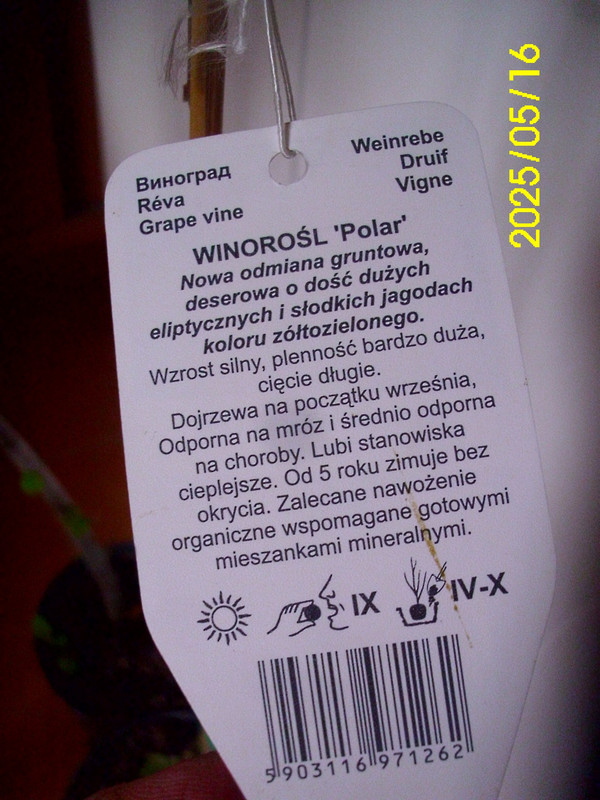 2025/05/16
Виноград
Réva
Grape vine
Weinrebe
Druif
Vigne
WINOROŚL 'Polar'
Nowa odmiana gruntowa,
deserowa o dość dużych
eliptycznych i słodkich jagodach
koloru zółtozielonego.
Wzrost silny, plenność bardzo duża,
cięcie długie.
Dojrzewa na początku września,
Odporna na mróz i średnio odporna
na choroby. Lubi stanowiska
cieplejsze. Od 5 roku zimuje bez
okrycia. Zalecane nawożenie
organiczne wspomagane gotowymi
mieszankami mineralnymi.
IX
IV-X
5903116971262